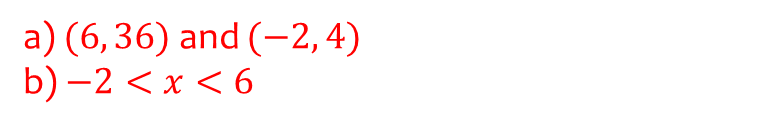 a) (6, 36) and (−2, 4)
b) −2 < x < 6